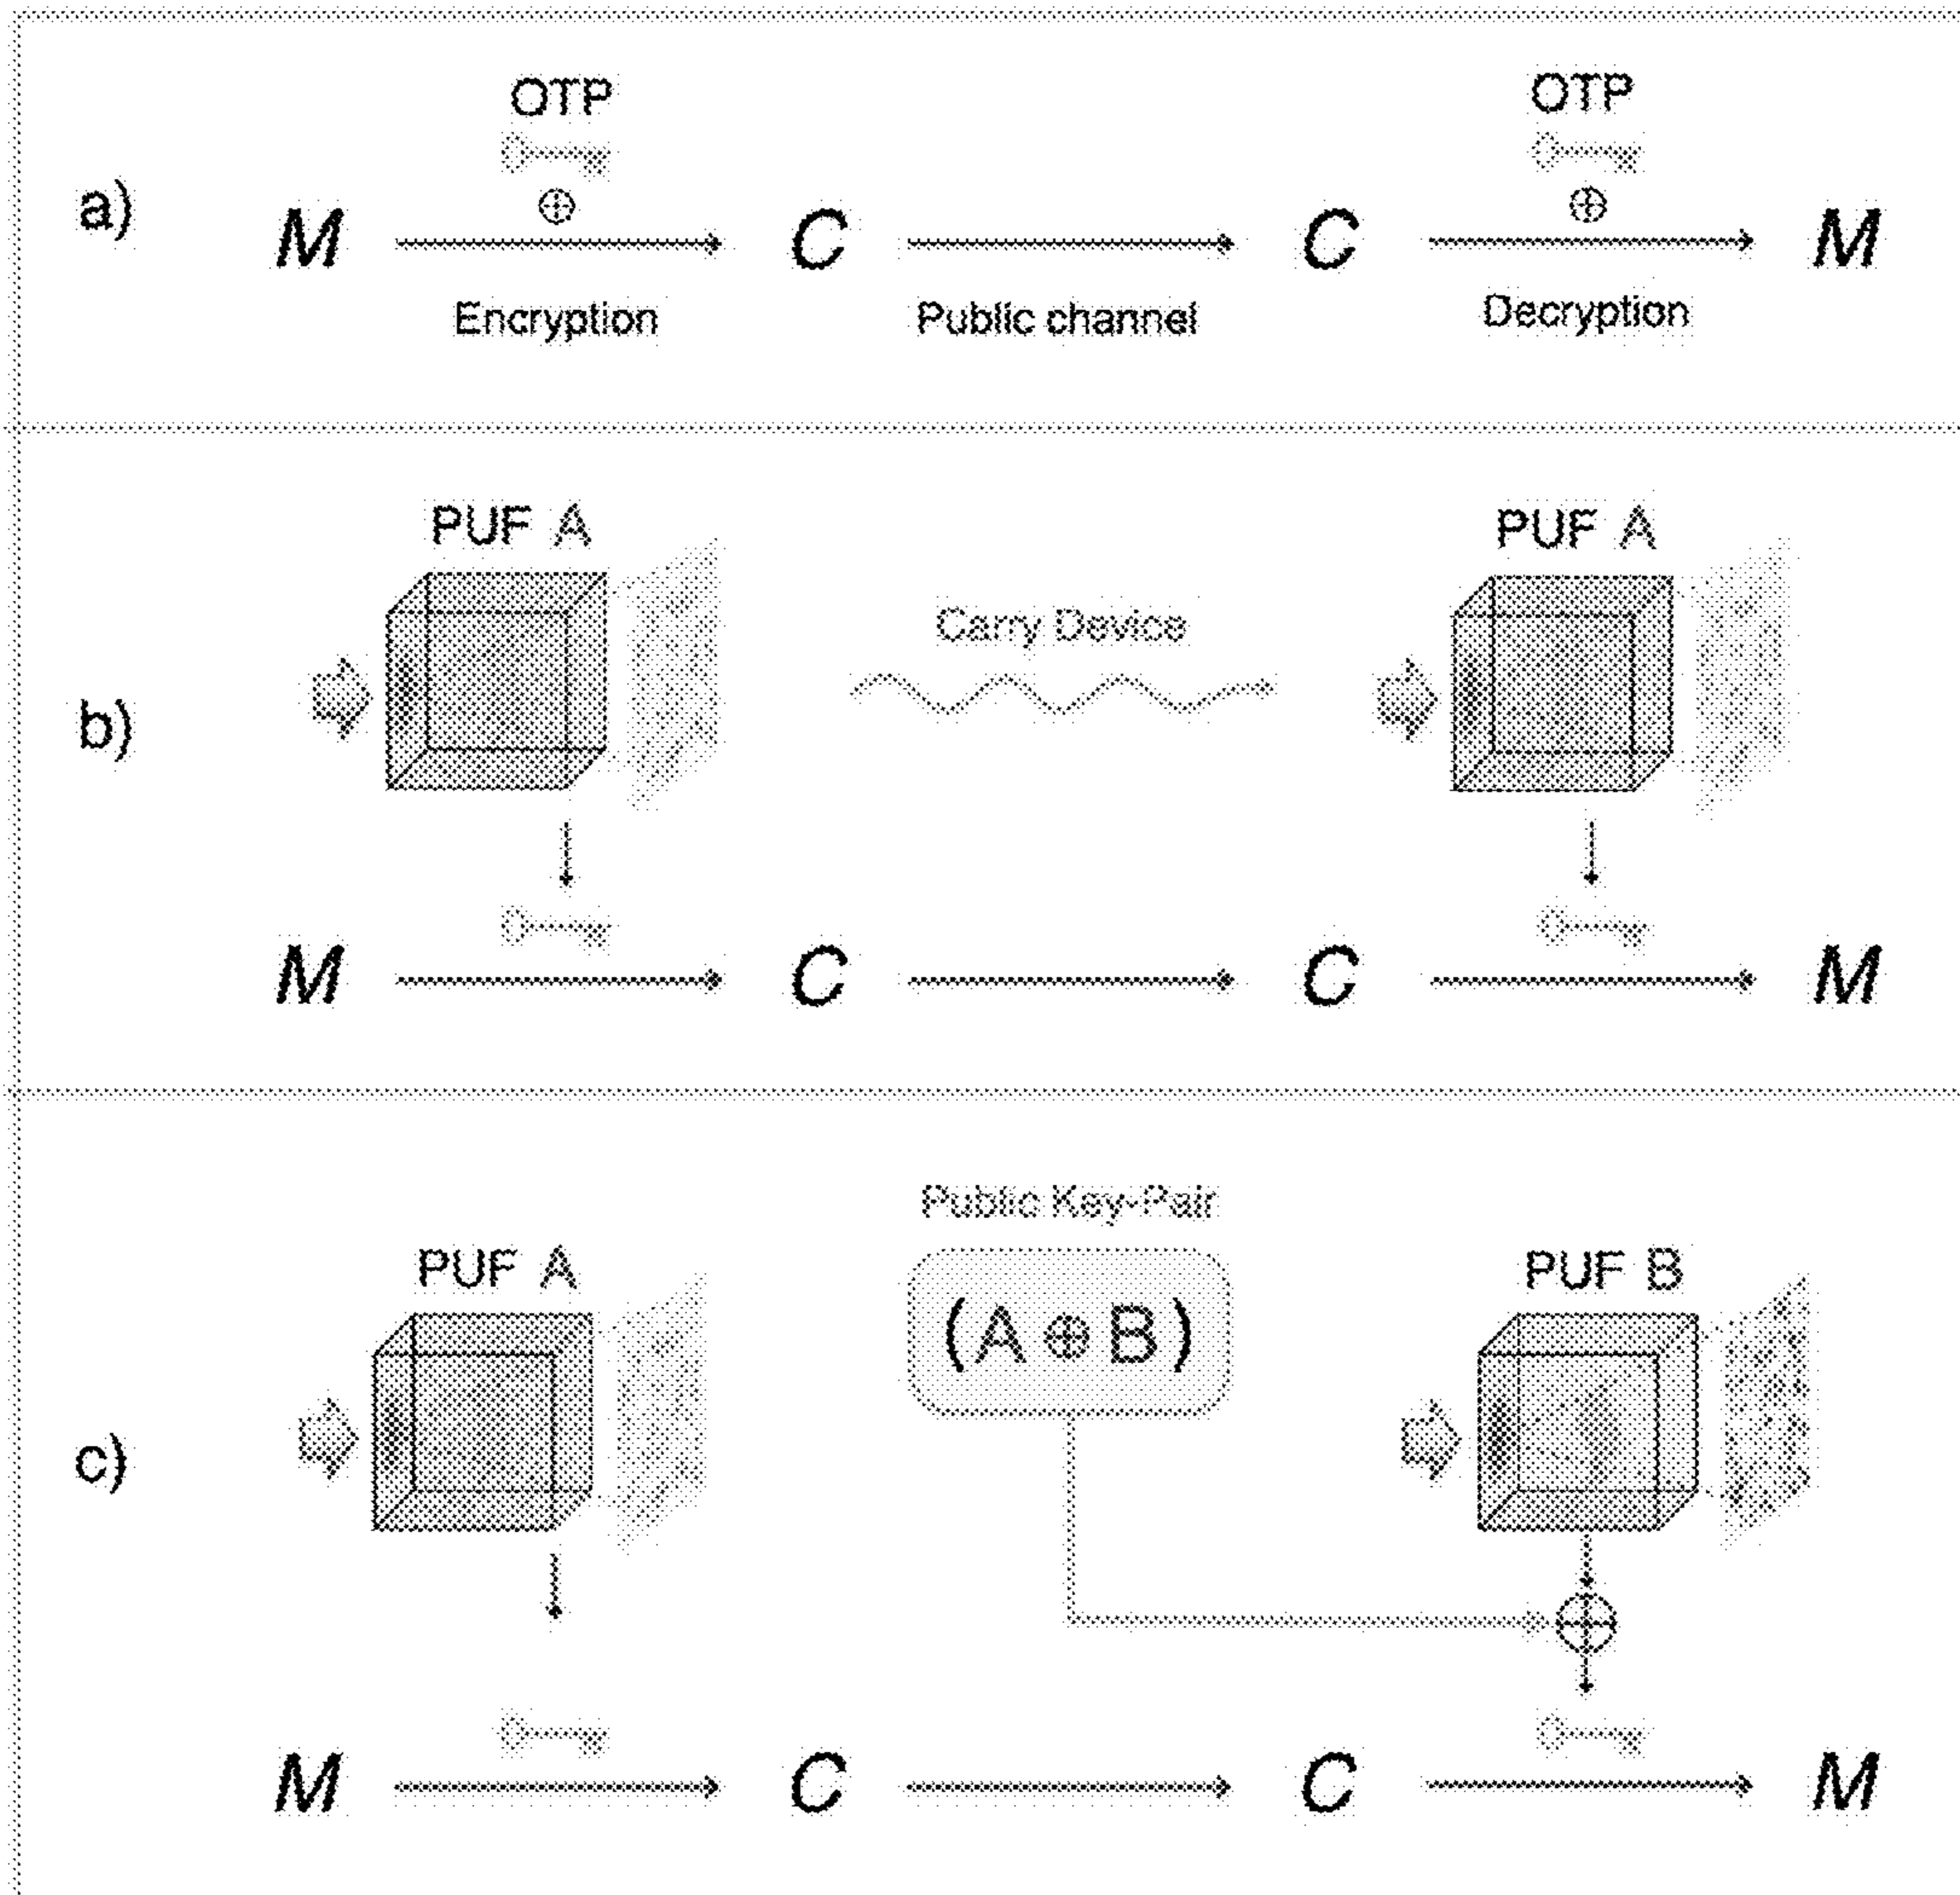 OTP OTP
a) M ⊕ C C ⊕ M
Encryption Public channel Decryption
PUF A PUF A
Carry Device
b)
M C C M
Public Key-Pair
PUF A PUF B
(A ⊕ B)
c)
M C C M